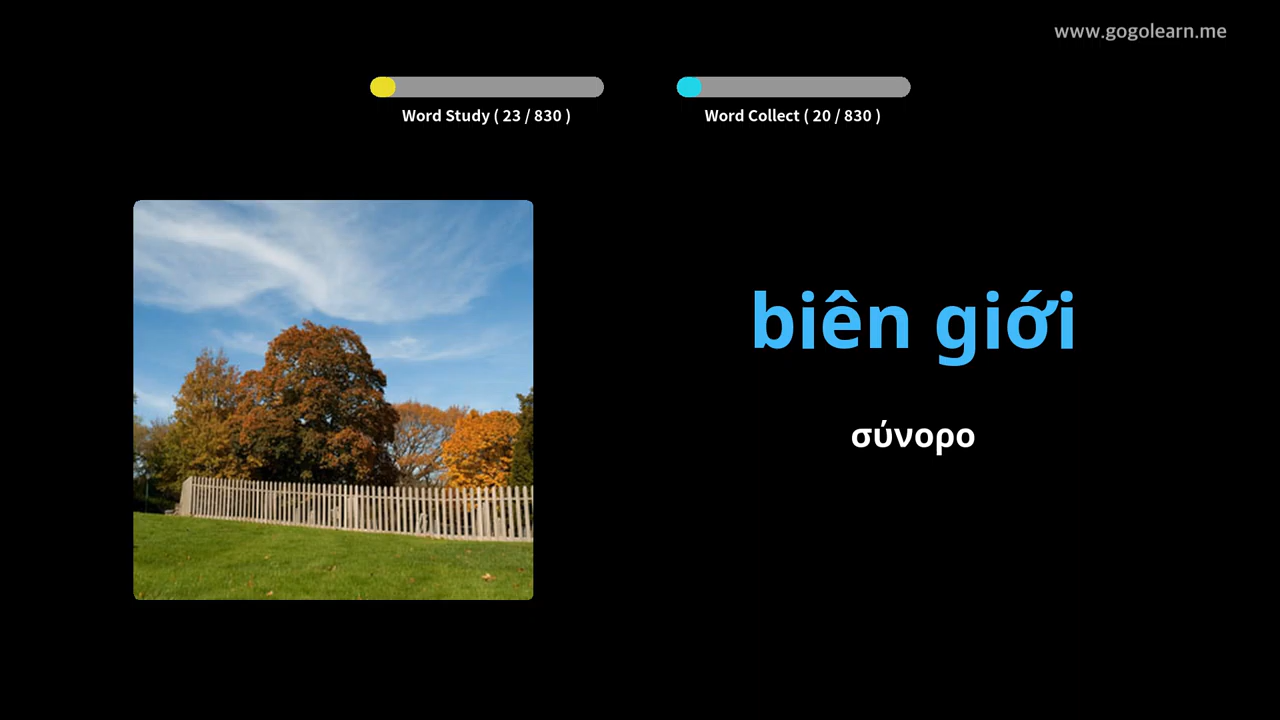 www.gogolearn.me
Word Study ( 23 / 830 )
Word Collect ( 20 / 830 )
biên giới
σύνορο